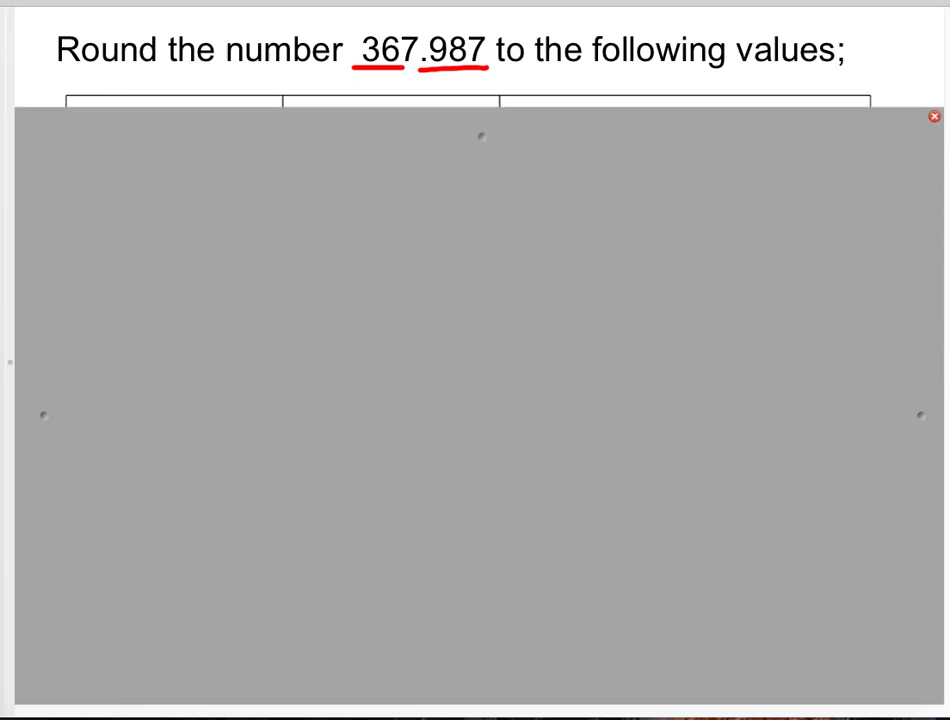 Round the number 367.987 to the following values;